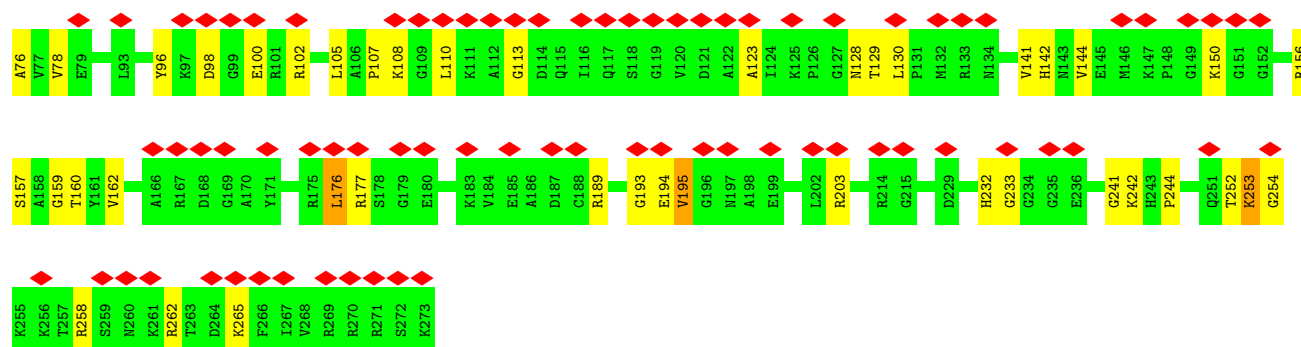 A76 V77 V78 E79 L93 Y96 K97 D98 G99 E100 R101 R102 L105 A106 P107 K108 G109 L110 K111 A112 G113 D114 Q115 I116 Q117 S118 G119 V120 D121 A122 A123 I124 K125 P126 G127 N128 T129 L130 P131 M132 R133 N134 V141 H142 N143 V144 E145 M146 K147 P148 G149 K150 G151 G152 R156
S157 A158 G159 T160 Y161 V162 A166 R167 D168 G169 A170 Y171 R175 L176 R177 S178 G179 E180 K183 V184 E185 A186 D187 C188 R189 G193 E194 V195 G196 N197 A198 E199 L202 R203 R214 G215 D229 H232 G233 G234 G235 E236 G241 K242 H243 P244 Q251 T252 K253 G254
K255 K256 T257 R258 S259 N260 K261 R262 T263 D264 K265 F266 I267 V268 R269 R270 R271 S272 K273